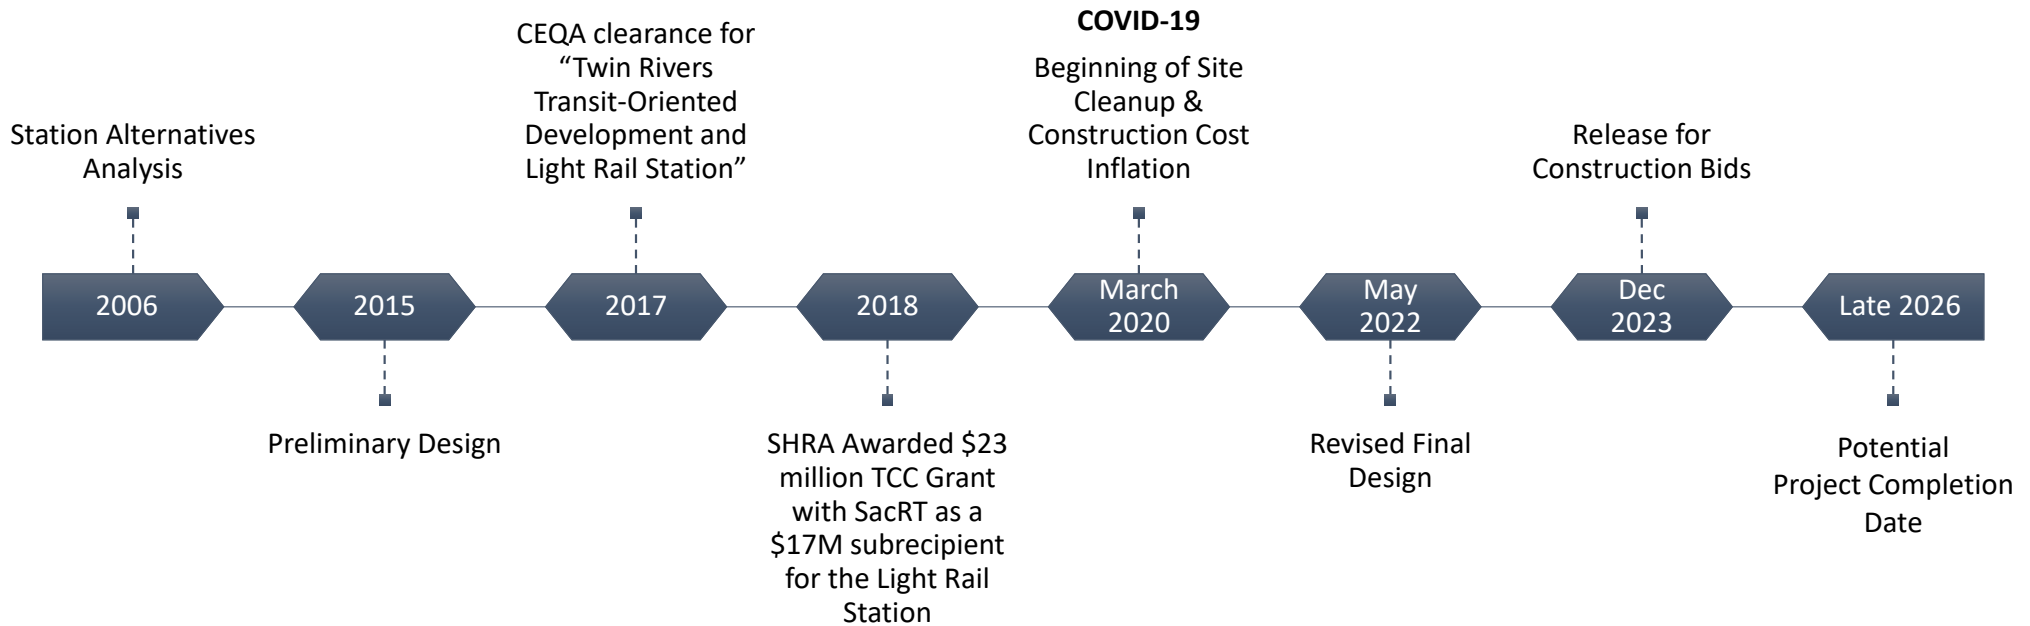 Station Alternatives
Analysis
2006
2015
Preliminary Design
CEQA clearance for
“Twin Rivers
Transit-Oriented
Development and
Light Rail Station”
2017
2018
SHRA Awarded $23
million TCC Grant
with SacRT as a
$17M subrecipient
for the Light Rail
Station
COVID-19
Beginning of Site
Cleanup &
Construction Cost
Inflation
March
2020
May
2022
Revised Final
Design
Release for
Construction Bids
Dec
2023
Late 2026
Potential
Project Completion
Date